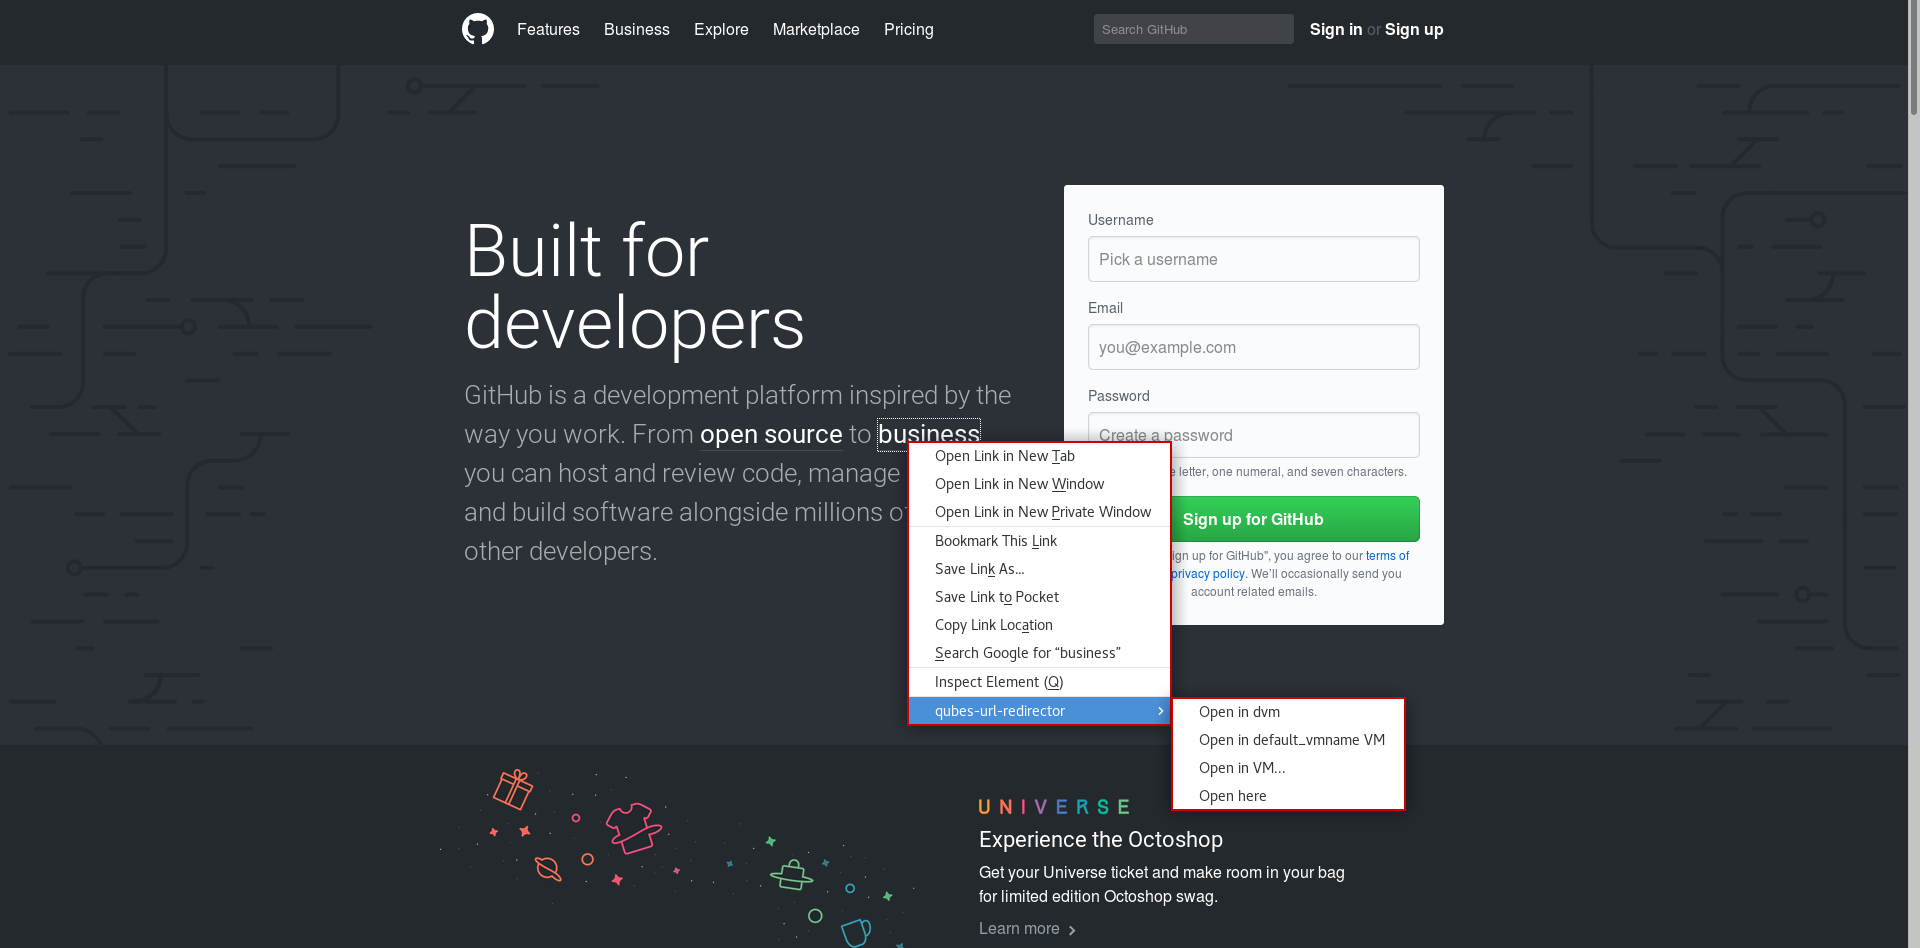 Features Business Explore Marketplace Pricing Search GitHub Sign in or Sign up
Built for
developers
GitHub is a development platform inspired by the
way you work. From open source to business
you can host and review code, manage
and build software alongside millions of
other developers.
Username
Pick a username
Email
you@example.com
Password
Create a password
letter, one numeral, and seven characters.
Sign up for GitHub
up for GitHub", you agree to our terms of
privacy policy. We'll occasionally send you
account related emails.
Open Link in New Tab
Open Link in New Window
Open Link in New Private Window
Bookmark This Link
Save Link As...
Save Link to Pocket
Copy Link Location
Search Google for “business”
Inspect Element (Q)
qubes-url-redirector
Open in dvm
Open in default_vmname VM
Open in VM...
Open here
UNIVERSE
Experience the Octoshop
Get your Universe ticket and make room in your bag
for limited edition Octoshop swag.
Learn more